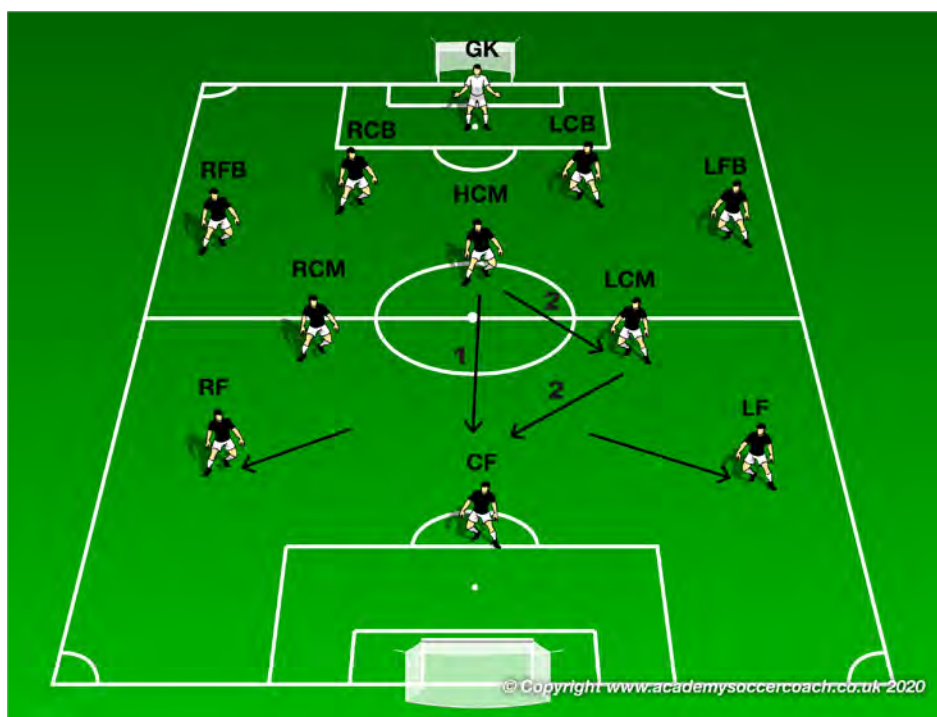 GK
RCB
LCB
RFB
LFB
HCM
RCM
LCM
2
1
2
RF
LF
CF
© Copyright www.academysoccercoach.co.uk 2020